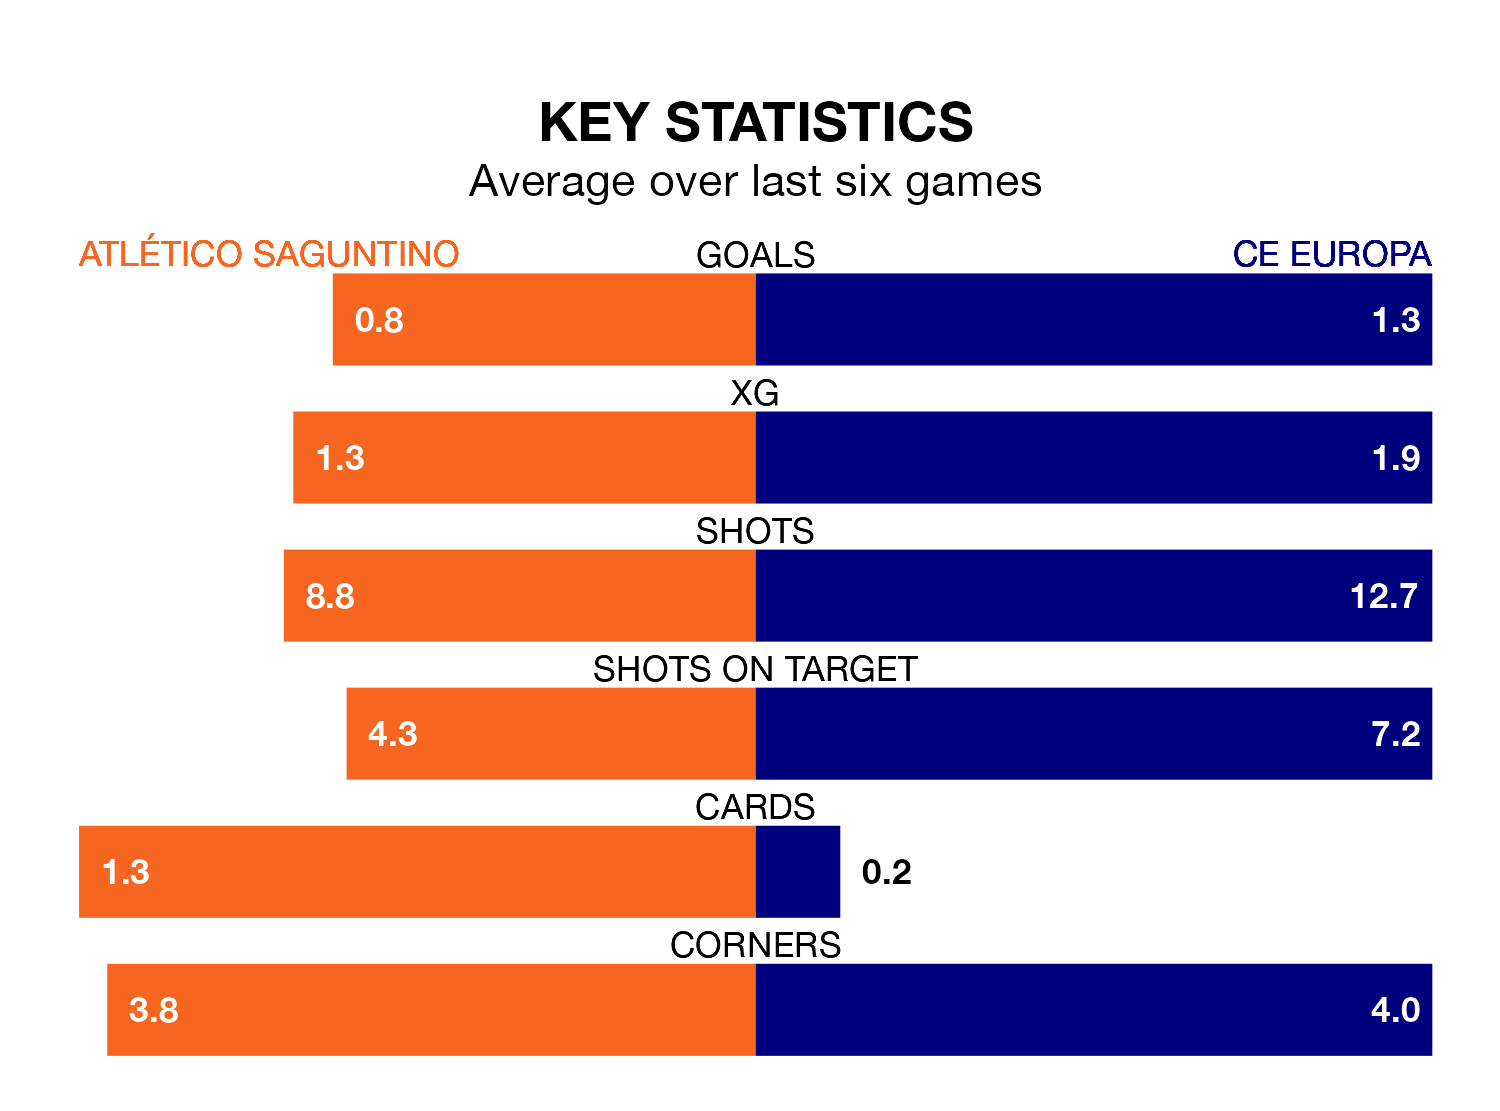 KEY STATISTICS
Average over last six games
ATLÉTICO SAGUNTINO GOALS CE EUROPA
0.8 1.3
XG
1.3 1.9
SHOTS
8.8 12.7
SHOTS ON TARGET
4.3 7.2
CARDS
1.3 0.2
CORNERS
3.8 4.0